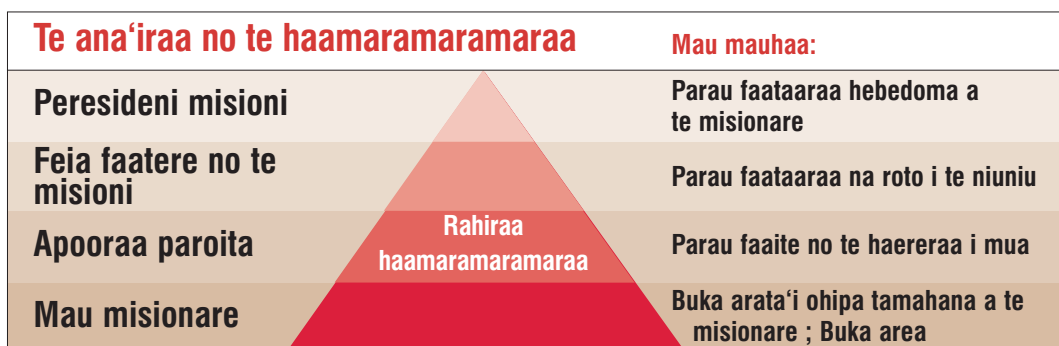 Te ana‘iraa no te haamaramaramaraa
Mau mauhaa:
Peresideni misioni
Parau faataaraa hebedoma a
te misionare
Feia faatere no te
misioni
Parau faataaraa na roto i te niuniu
Apooraa paroita
Rahiraa
haamaramaramaraa
Parau faaite no te haereraa i mua
Mau misionare
Buka arata‘i ohipa tamahana a te
misionare ; Buka area